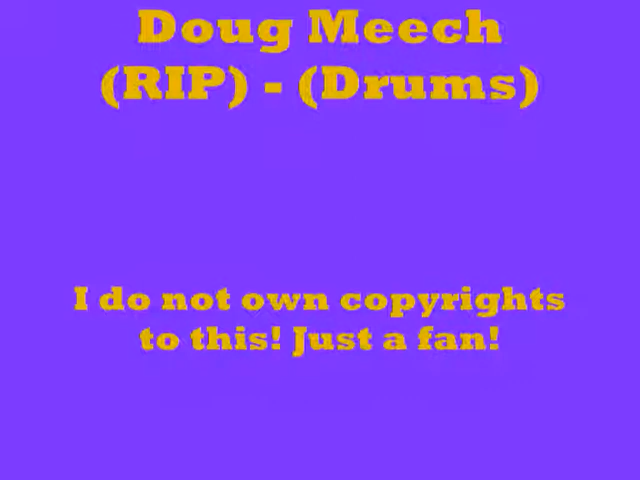 Doug Meech
(RIP) - (Drums)
I do not own copyrights
to this! Just a fan!